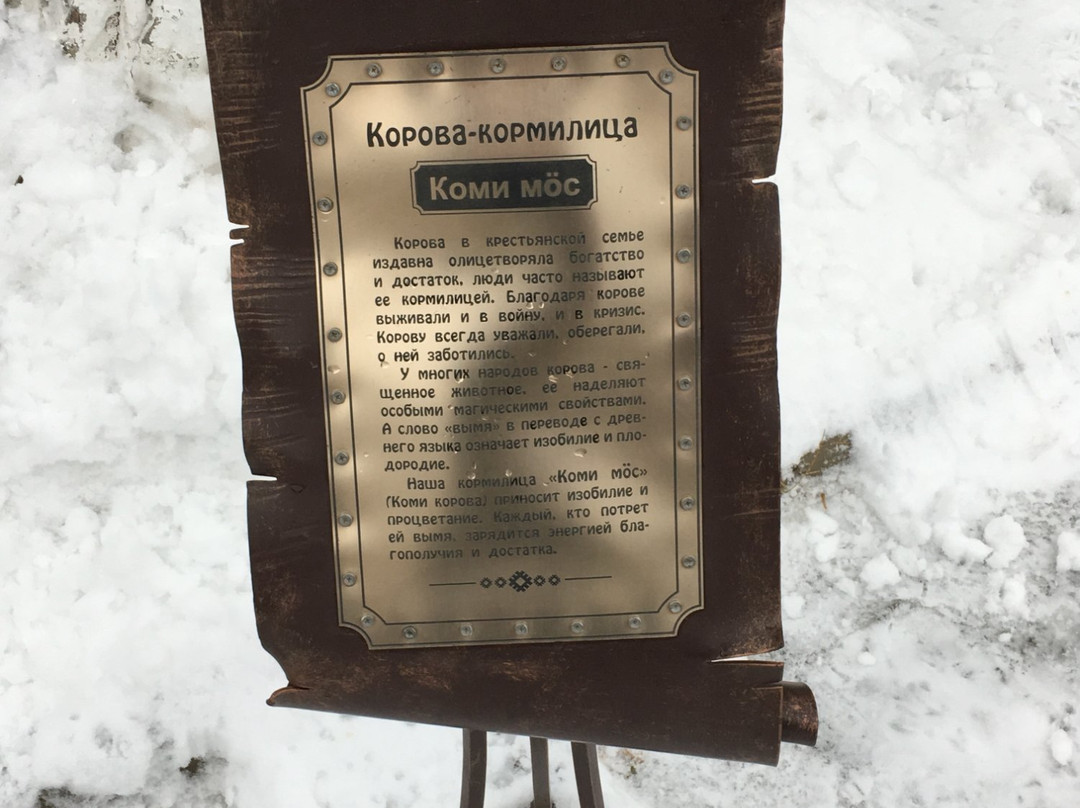 Корова-кормилица
Коми мӧс
Корова в крестьянской семье
издавна олицетворяла богатство
и достаток, люди часто называют
ее кормилицей. Благодаря корове
выживали и в войну, и в кризис.
Корову всегда уважали, оберегали,
о ней заботились.
У многих народов корова - свя-
щенное животное, ее наделяют
особыми магическими свойствами.
А слово «вымя» в переводе с древ-
него языка означает изобилие и пло-
дородие.
Наша кормилица «Коми мӧс»
(Коми корова) приносит изобилие и
процветание. Каждый, кто потрет
ей вымя, зарядится энергией бла-
гополучия и достатка.